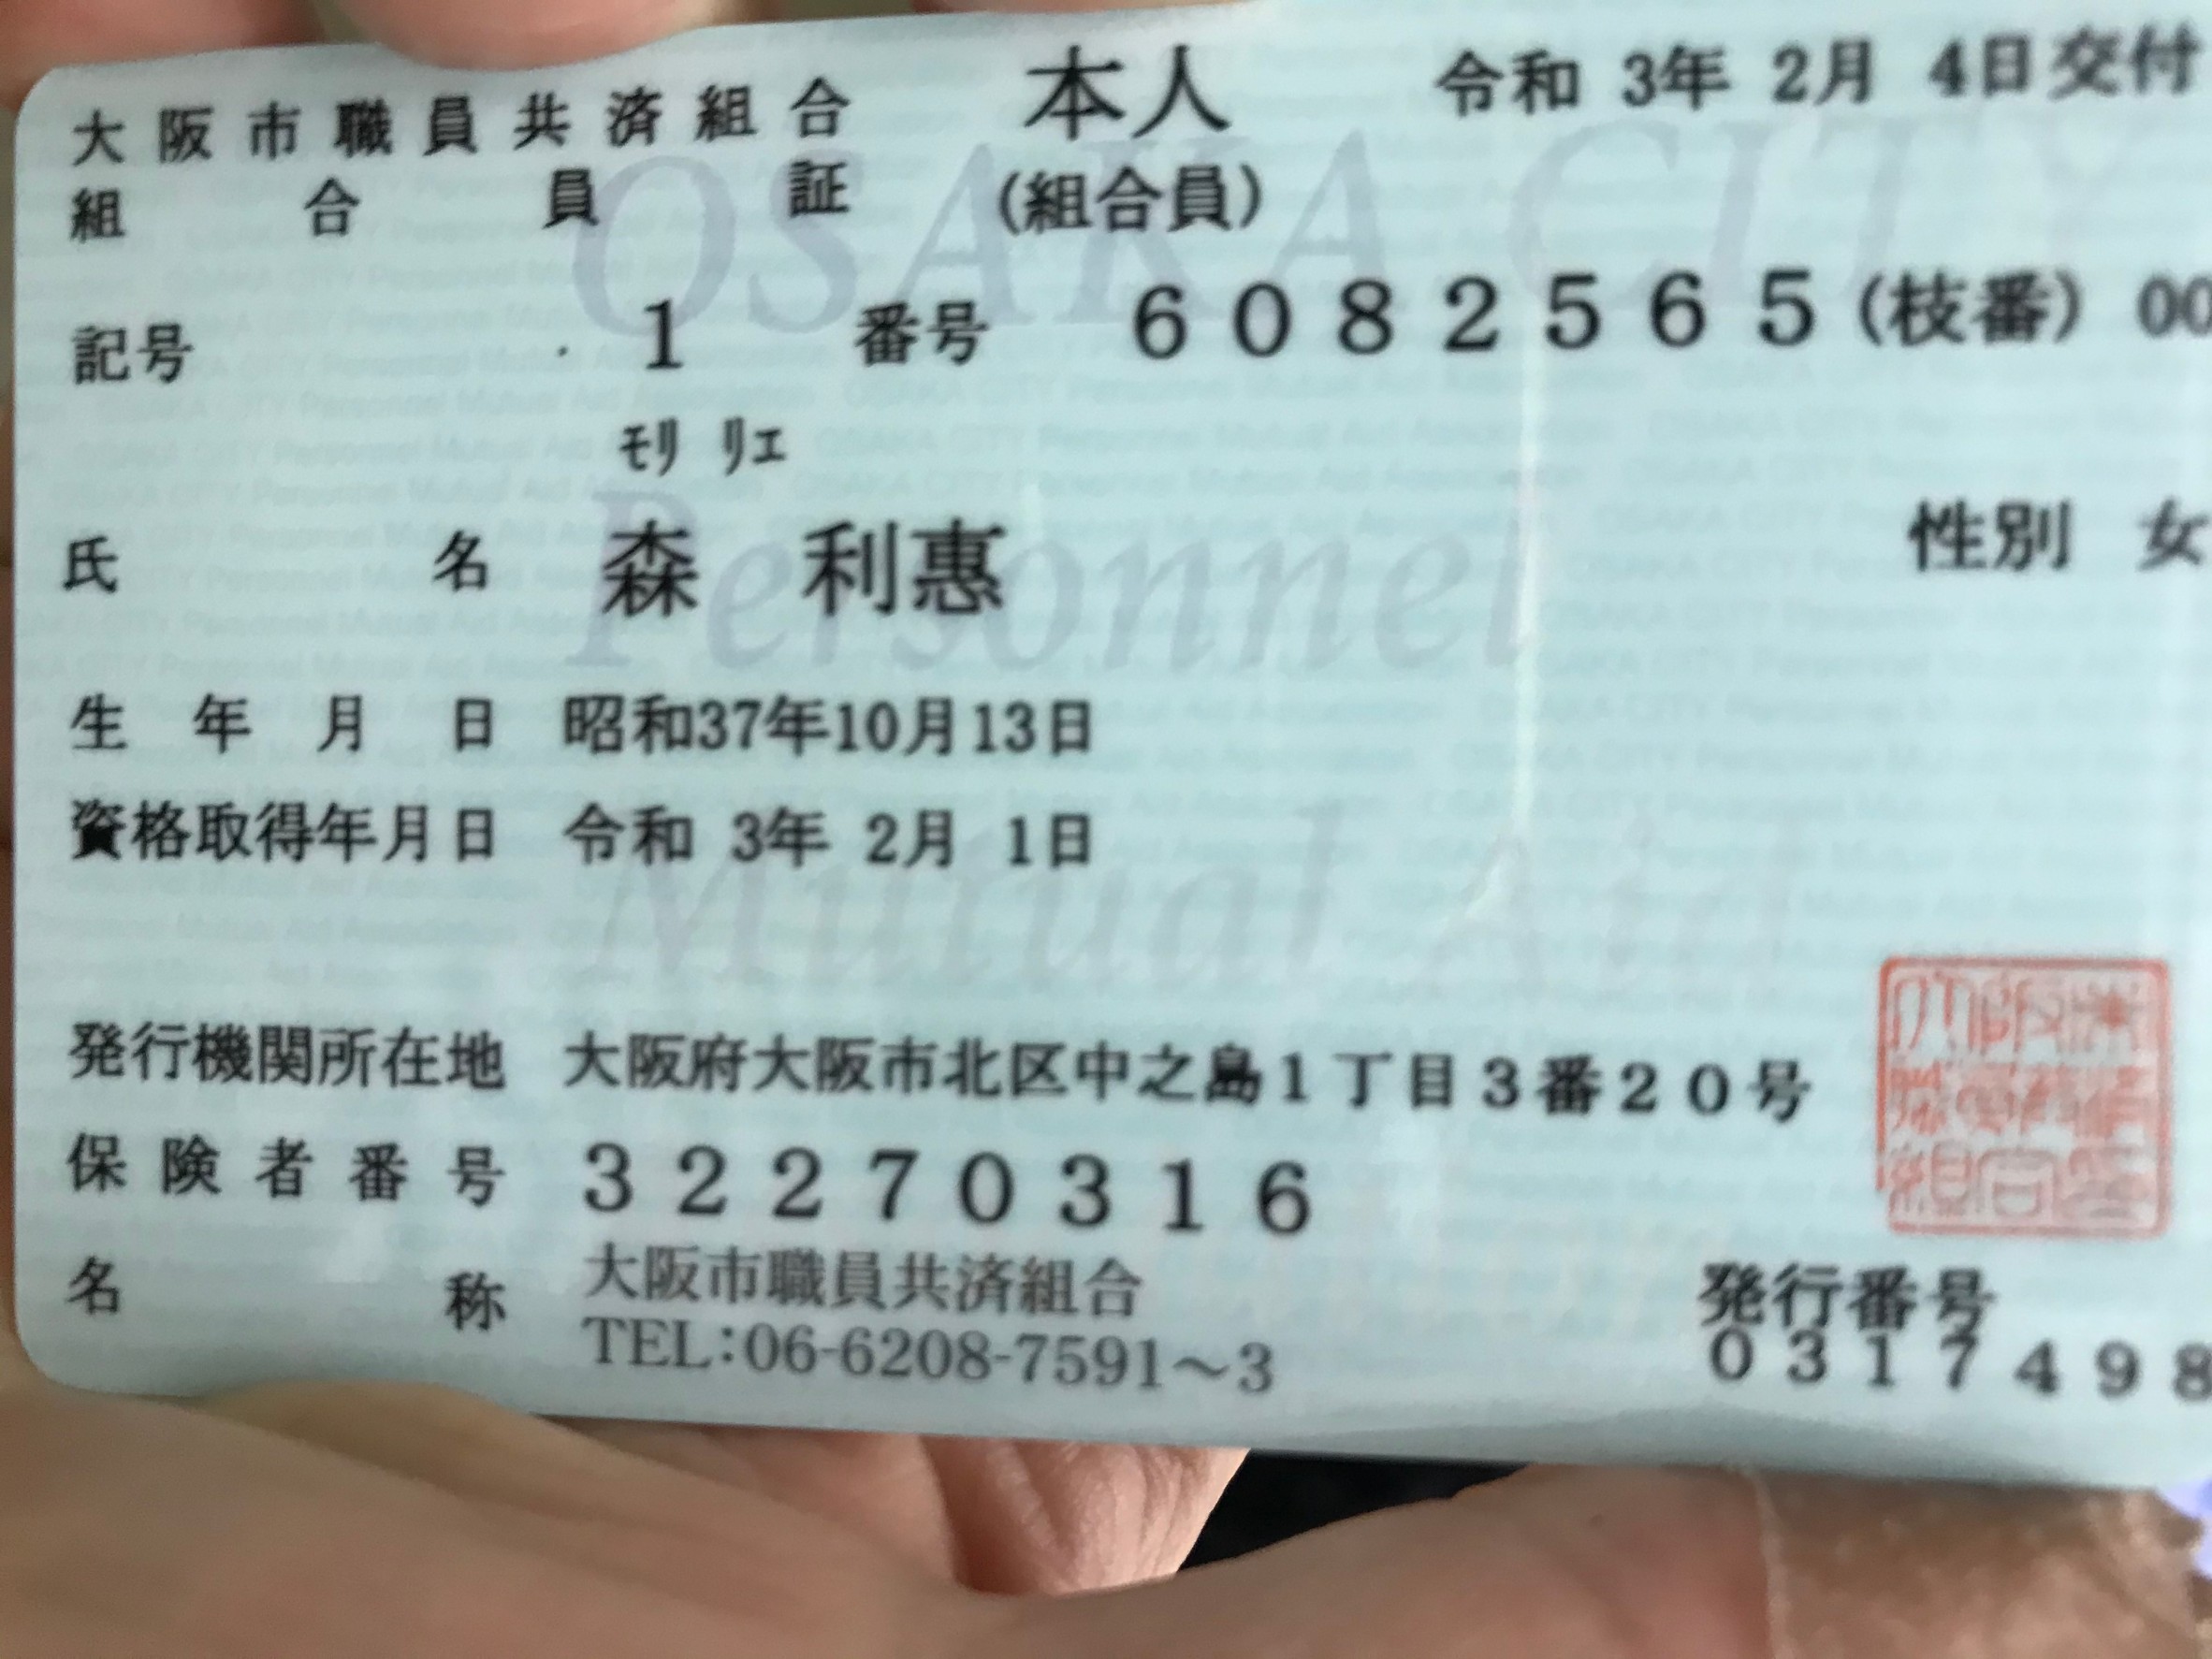 大阪市職員共済組合 本人 令和 3年 2月 4日交付
組合員証 (組合員)
記号 1 番号 6082565 (枝番) 00
ﾓﾘ ﾘｴ
氏名 森 利惠 性別 女
生年月日 昭和37年10月13日
資格取得年月日 令和 3年 2月 1日
発行機関所在地 大阪府大阪市北区中之島1丁目3番20号
保険者番号 32270316
名称 大阪市職員共済組合
TEL:06-6208-7591～3
発行番号
0317498
OSAKA CITY
Personnel
Mutual Aid